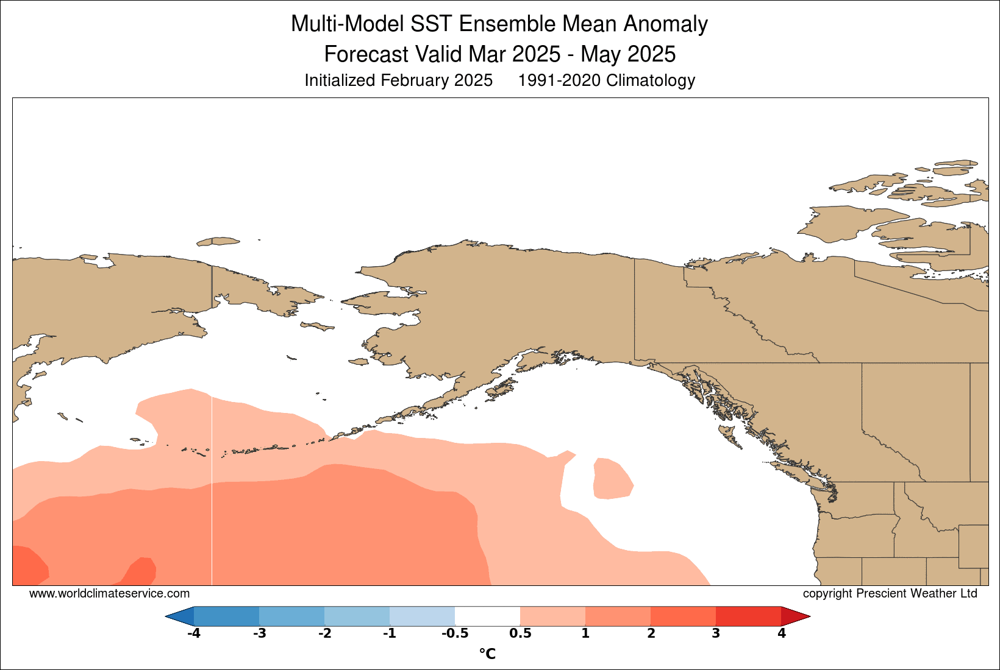 Multi-Model SST Ensemble Mean Anomaly
Forecast Valid Mar 2025 - May 2025
Initialized February 2025 1991-2020 Climatology
www.worldclimateservice.com copyright Prescient Weather Ltd
-4 -3 -2 -1 -0.5 0.5 1 2 3 4
°C